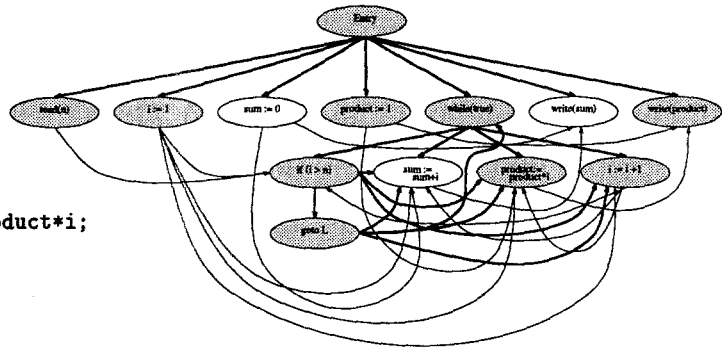 Entry
read(n)
i := 1
sum := 0
product := 1
while(true)
write(sum)
write(product)
if (i > n)
sum :=
sum+i
product :=
product*i
i := i +1
goto L
duct*i;